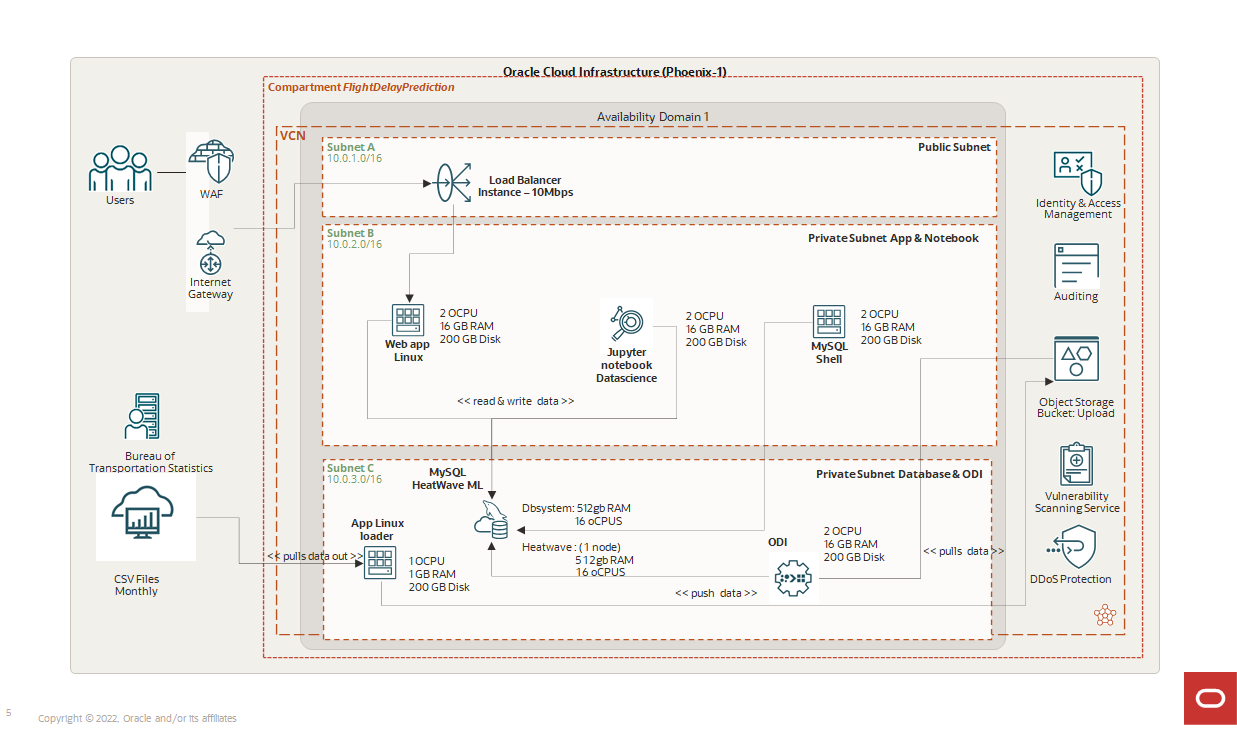 Oracle Cloud Infrastructure (Phoenix-1)
Compartment FlightDelayPrediction
Availability Domain 1
VCN
Subnet A
10.0.1.0/16
Public Subnet
Load Balancer
Instance – 10Mbps
Users
WAF
Internet
Gateway
Identity & Access
Management
Subnet B
10.0.2.0/16
Private Subnet App & Notebook
Auditing
2 OCPU
16 GB RAM
200 GB Disk
Web app
Linux
2 OCPU
16 GB RAM
200 GB Disk
Jupyter
notebook
Datascience
2 OCPU
16 GB RAM
200 GB Disk
MySQL
Shell
<< read & write data >>
Object Storage
Bucket: Upload
Bureau of
Transportation Statistics
Subnet C
10.0.3.0/16
MySQL
HeatWave ML
Private Subnet Database & ODI
Vulnerability
Scanning Service
Dbsystem: 512gb RAM
16 oCPUS
App Linux
loader
Heatwave : (1 node)
512gb RAM
16 oCPUS
ODI
2 OCPU
16 GB RAM
200 GB Disk
<< pulls data out >>
<< pulls data >>
1 OCPU
1 GB RAM
200 GB Disk
<< push data >>
CSV Files
Monthly
DDoS Protection
5
Copyright © 2022, Oracle and/or its affiliates